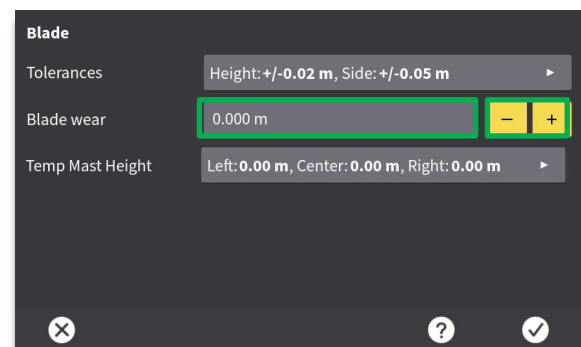 Blade
Tolerances Height: +/-0.02 m, Side: +/-0.05 m
Blade wear 0.000 m - +
Temp Mast Height Left: 0.00 m, Center: 0.00 m, Right: 0.00 m
?